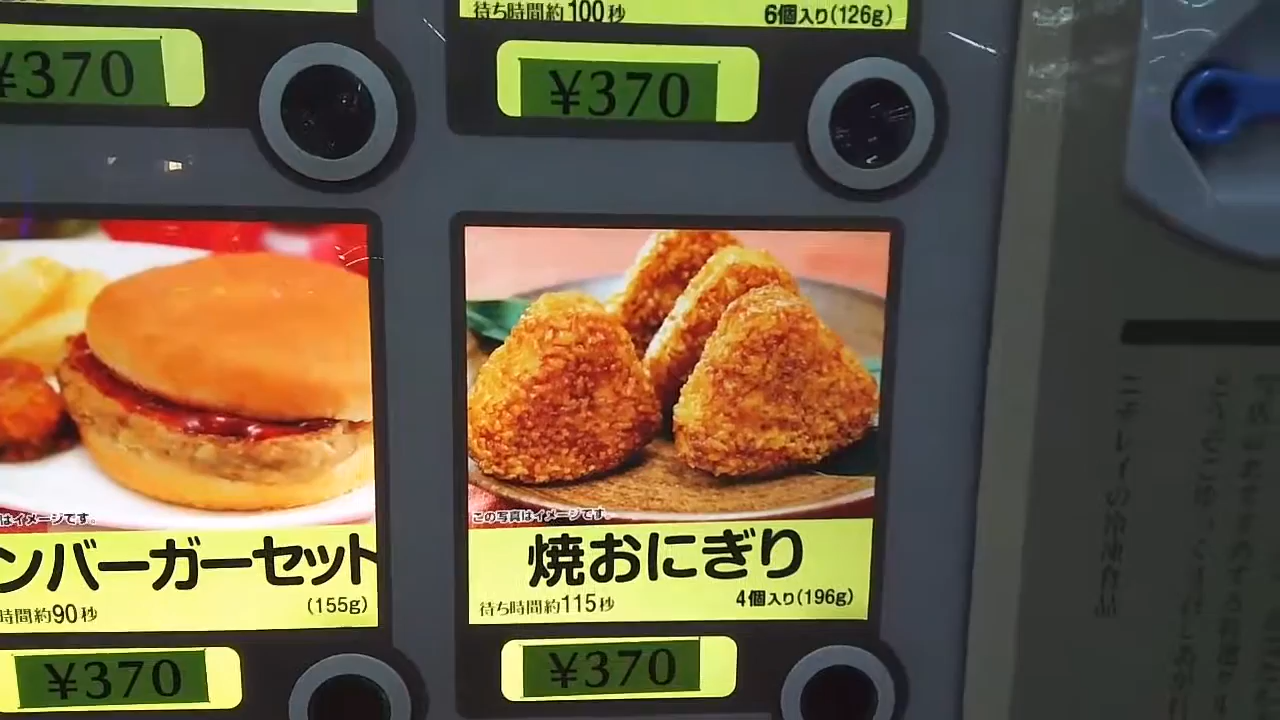 待ち時間約100秒
6個入り(126g)
¥370
¥370
はイメージです。
この写真はイメージです。
ンバーガーセット
時間約90秒
(155g)
焼おにぎり
待ち時間約115秒
4個入り(196g)
¥370
¥370